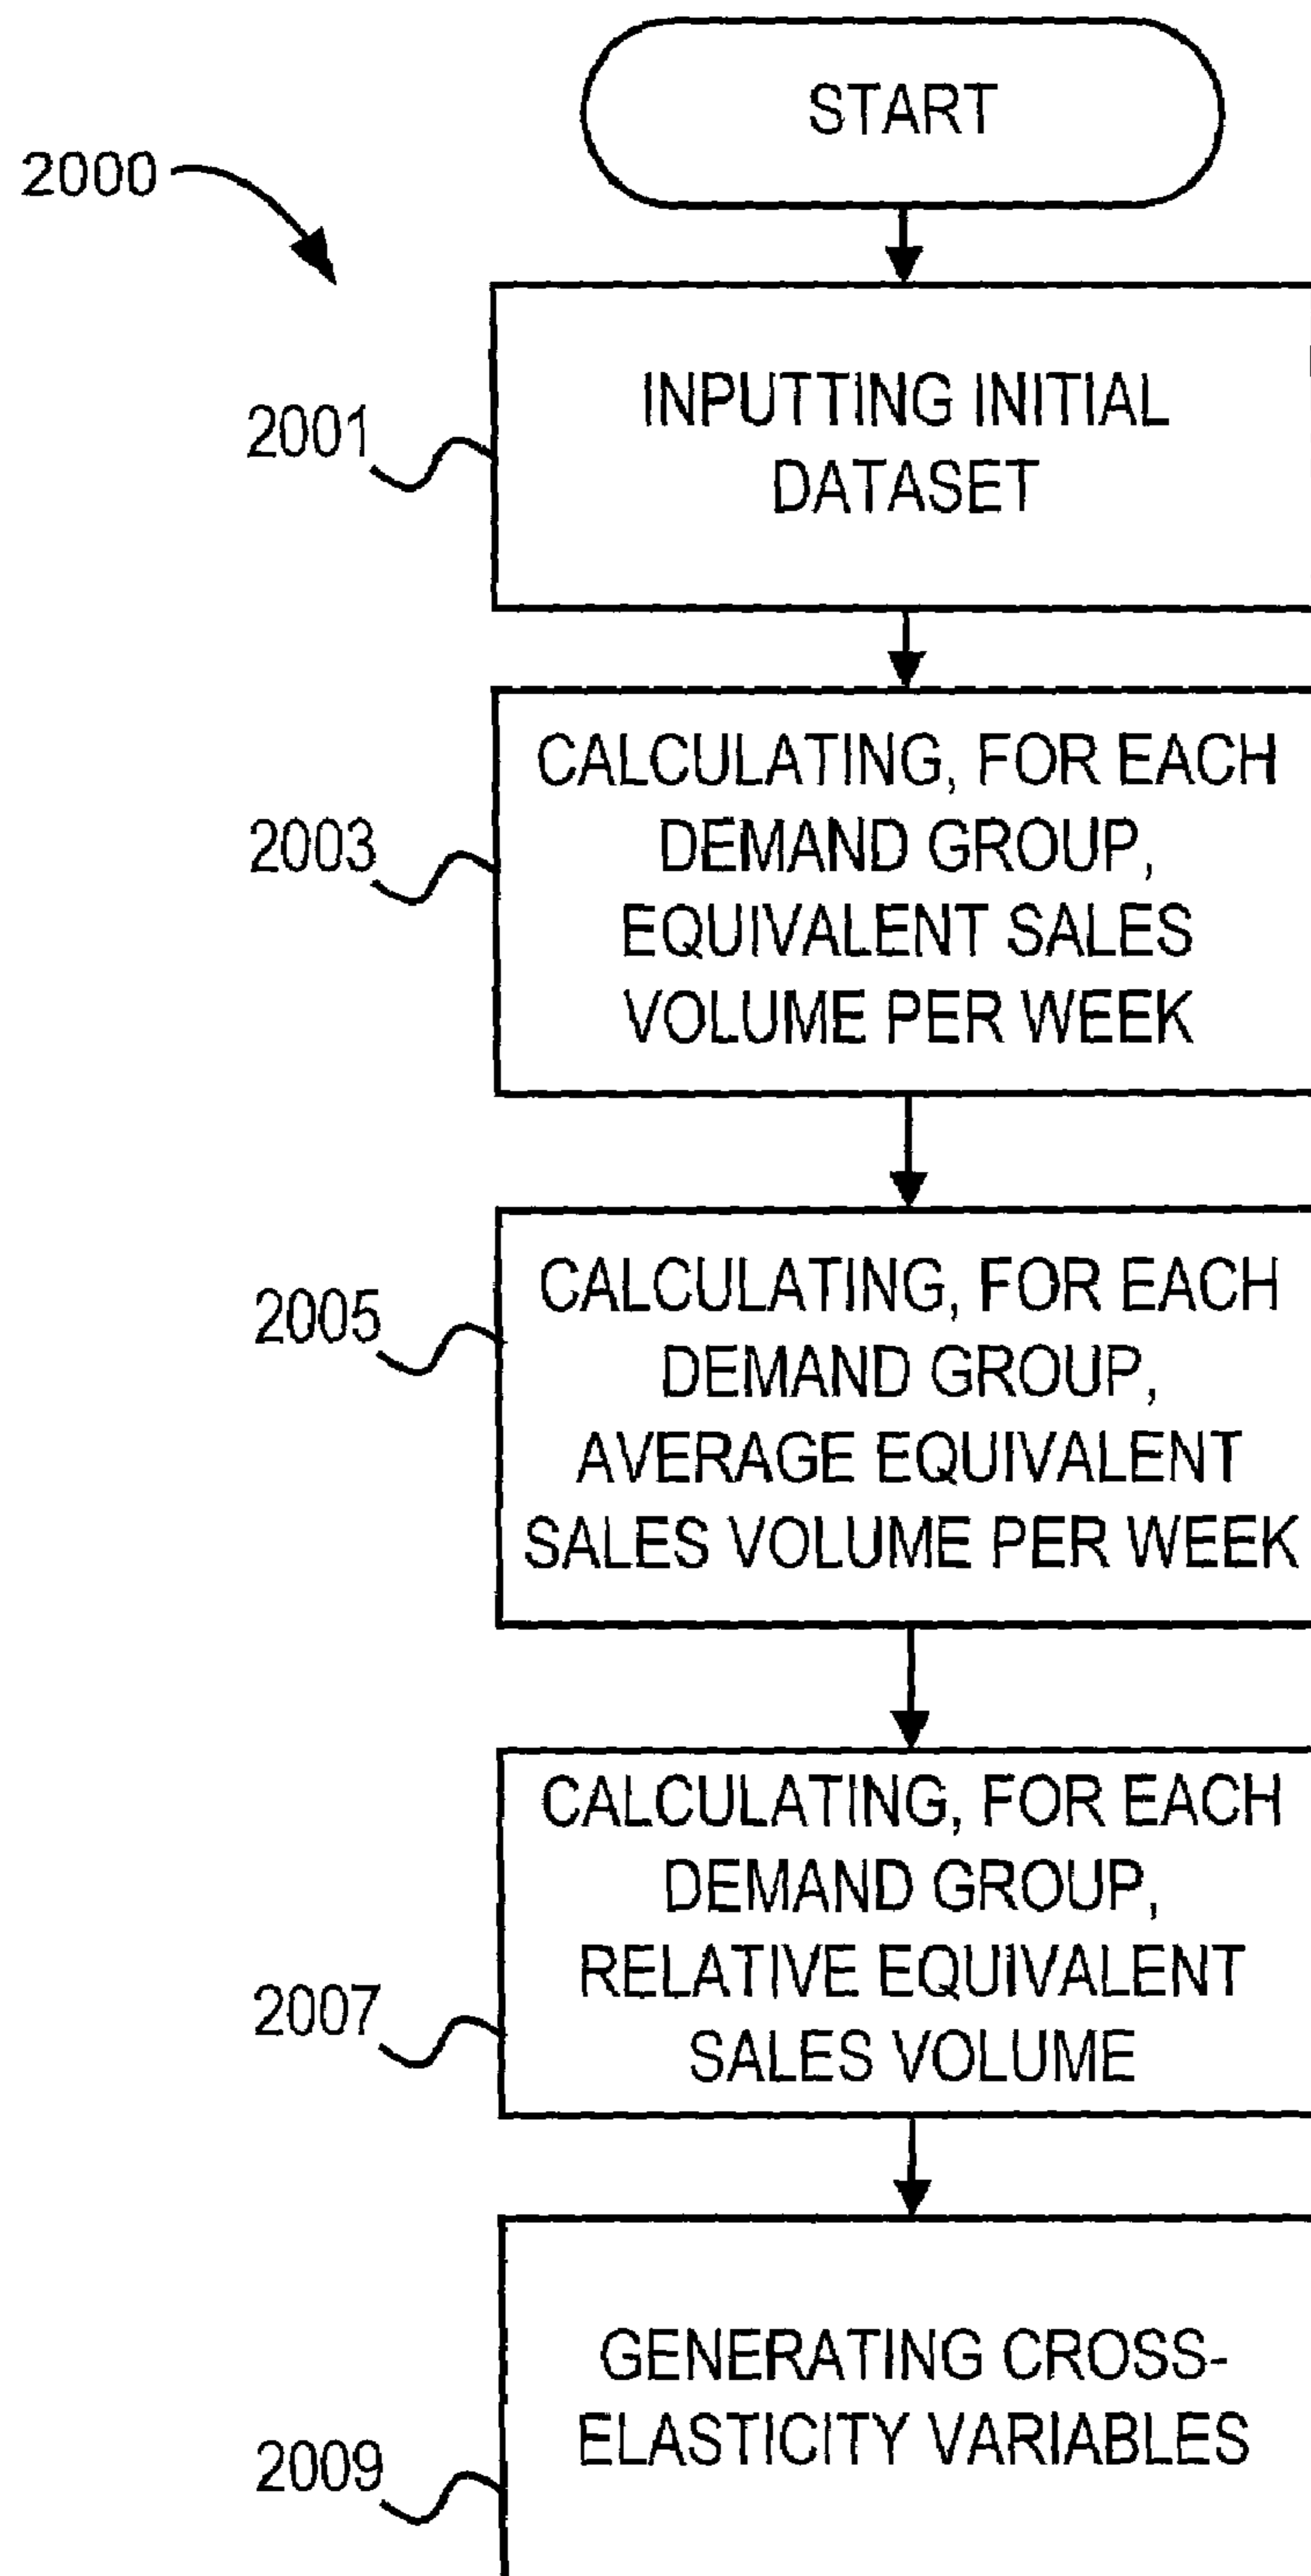 START
2000
INPUTTING INITIAL
DATASET
2001
CALCULATING, FOR EACH
DEMAND GROUP,
EQUIVALENT SALES
VOLUME PER WEEK
2003
CALCULATING, FOR EACH
DEMAND GROUP,
AVERAGE EQUIVALENT
SALES VOLUME PER WEEK
2005
CALCULATING, FOR EACH
DEMAND GROUP,
RELATIVE EQUIVALENT
SALES VOLUME
2007
GENERATING CROSS-
ELASTICITY VARIABLES
2009